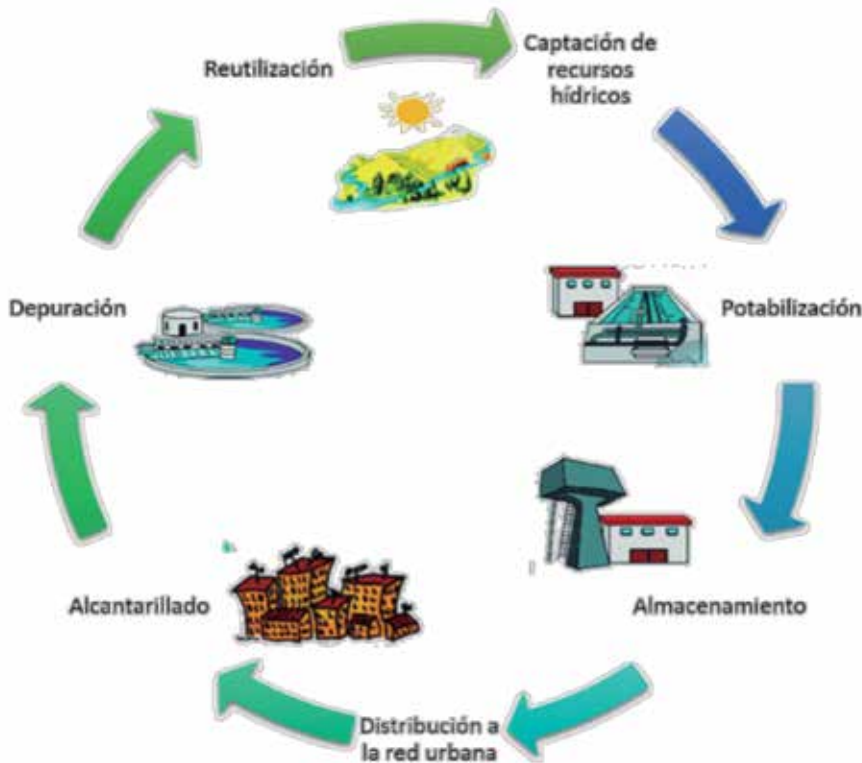 Reutilización
Captación de
recursos
hídricos
Depuración
Potabilización
Alcantarillado
Almacenamiento
Distribución a
la red urbana